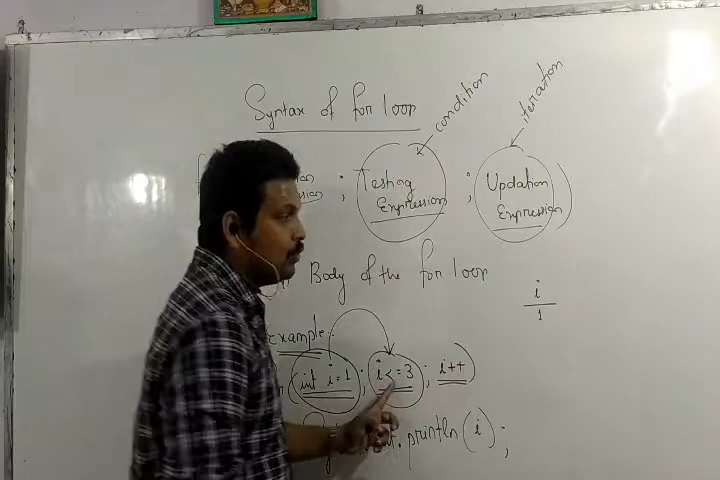 Syntax of for loop
condition
iteration
; Testing ; Updation )
Expression Expression
Body of the for loop
i
1
Example:
(int i=1; i<=3; i++)
println(i);